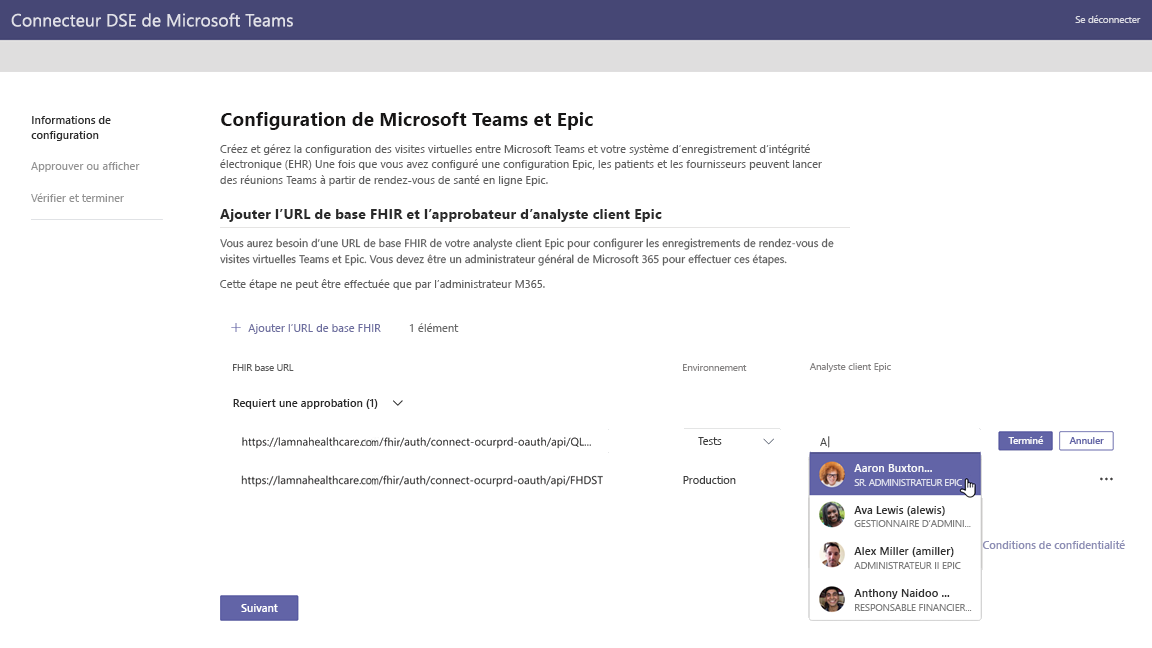 Connecteur DSE de Microsoft Teams
Se déconnecter
Informations de
configuration
Approuver ou afficher
Vérifier et terminer
Configuration de Microsoft Teams et Epic
Créez et gérez la configuration des visites virtuelles entre Microsoft Teams et votre système d'enregistrement d'intégrité
électronique (EHR) Une fois que vous avez configuré une configuration Epic, les patients et les fournisseurs peuvent lancer
des réunions Teams à partir de rendez-vous de santé en ligne Epic.
Ajouter l'URL de base FHIR et l'approbateur d'analyste client Epic
Vous aurez besoin d'une URL de base FHIR de votre analyste client Epic pour configurer les enregistrements de rendez-vous de
visites virtuelles Teams et Epic. Vous devez être un administrateur général de Microsoft 365 pour effectuer ces étapes.
Cette étape ne peut être effectuée que par l'administrateur M365.
+ Ajouter l'URL de base FHIR 1 élément
FHIR base URL Environnement Analyste client Epic
Requiert une approbation (1)
https://lamnahealthcare.com/fhir/auth/connect-ocurprd-oauth/api/QL... Tests A Terminé Annuler
https://lamnahealthcare.com/fhir/auth/connect-ocurprd-oauth/api/FHDST Production ...
Aaron Buxton...
SR. ADMINISTRATEUR EPIC
Ava Lewis (alewis)
GESTIONNAIRE D'ADMINI...
Alex Miller (amiller)
ADMINISTRATEUR II EPIC
Anthony Naidoo ...
RESPONSABLE FINANCIER...
Conditions de confidentialité
Suivant